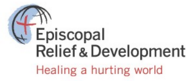 Episcopal
Relief & Development
Healing a hurting world